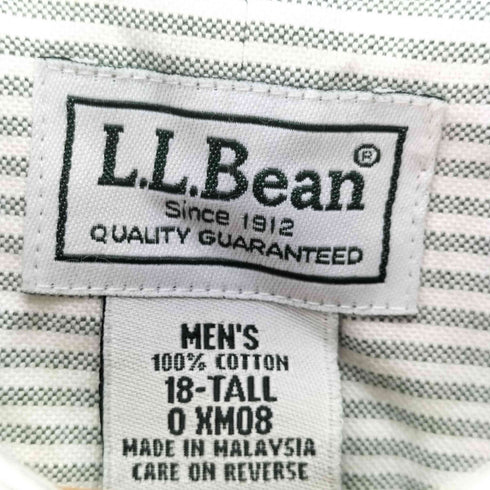 L.L.Bean®
Since 1912
QUALITY GUARANTEED
MEN'S
100% COTTON
18-TALL
0 XM08
MADE IN MALAYSIA
CARE ON REVERSE